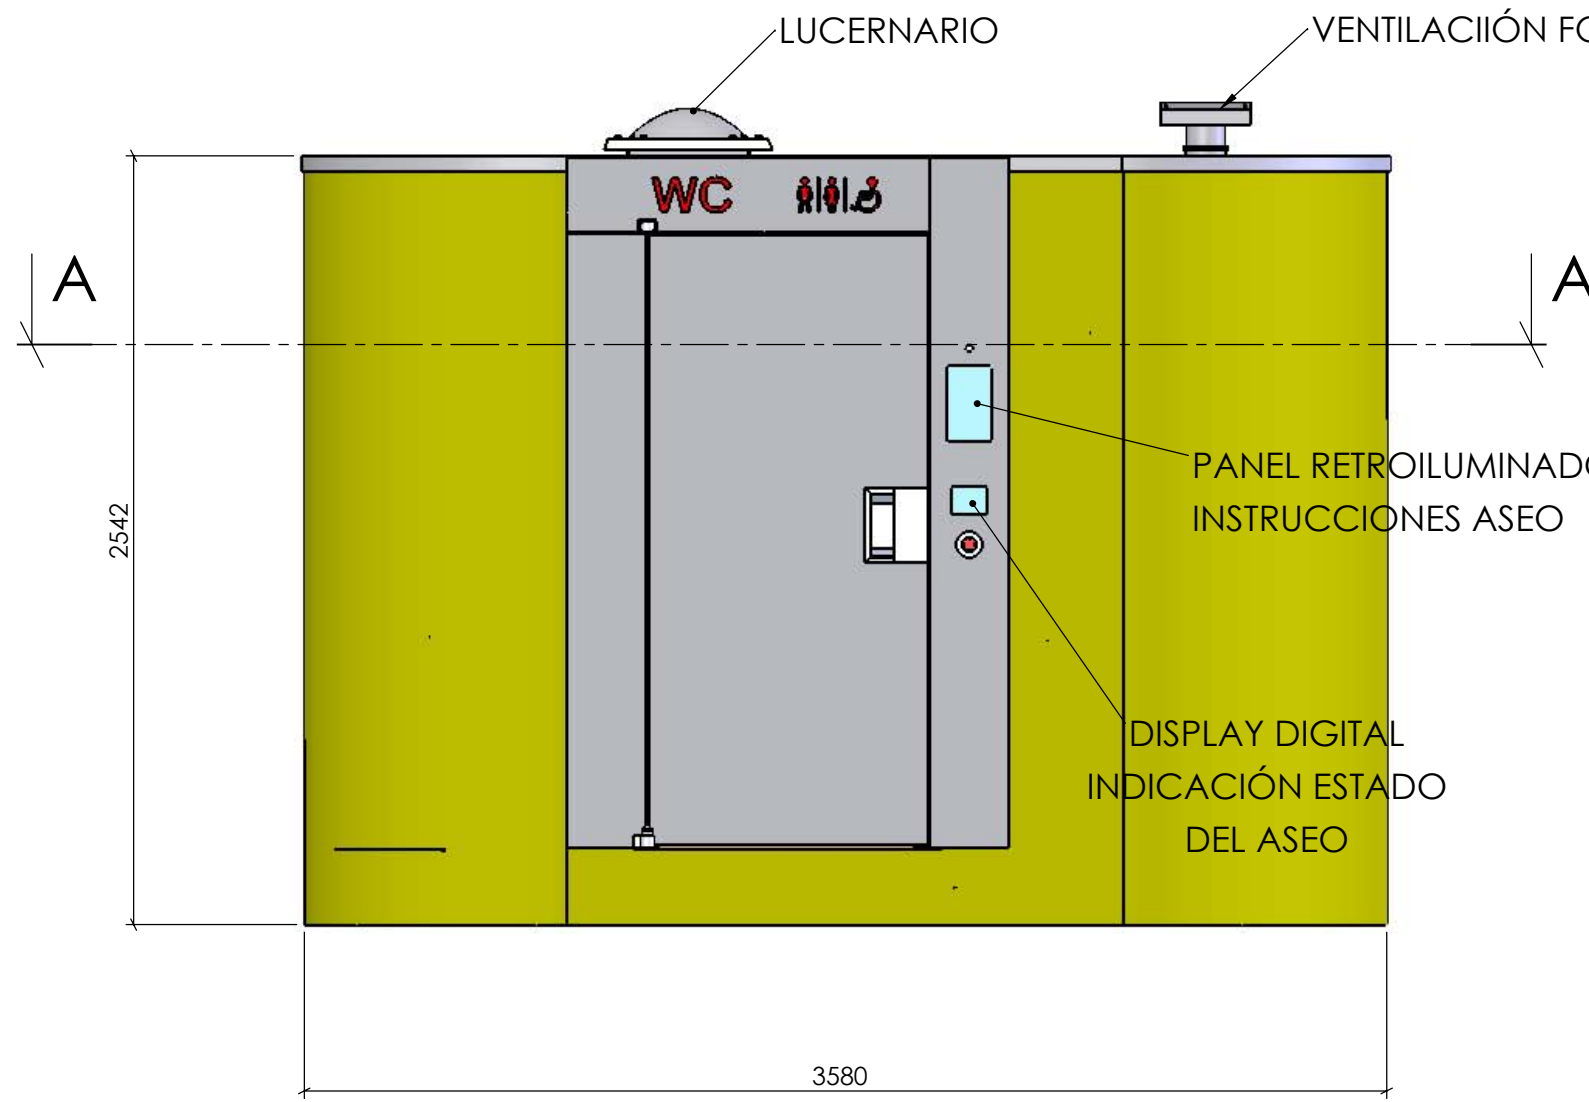 LUCERNARIO
VENTILACIIÓN FO
WC
A
A
PANEL RETROILUMINADO
INSTRUCCIONES ASEO
2542
DISPLAY DIGITAL
INDICACIÓN ESTADO
DEL ASEO
3580